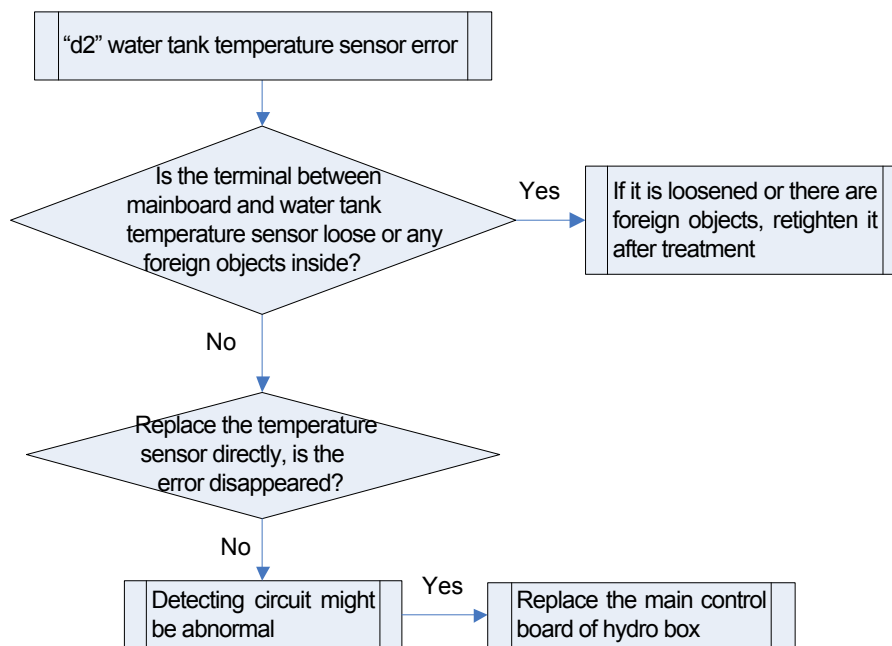 “d2” water tank temperature sensor error
Is the terminal between
mainboard and water tank
temperature sensor loose or any
foreign objects inside?
Yes
If it is loosened or there are
foreign objects, retighten it
after treatment
No
Replace the temperature
sensor directly, is the
error disappeared?
No
Detecting circuit might
be abnormal
Yes
Replace the main control
board of hydro box